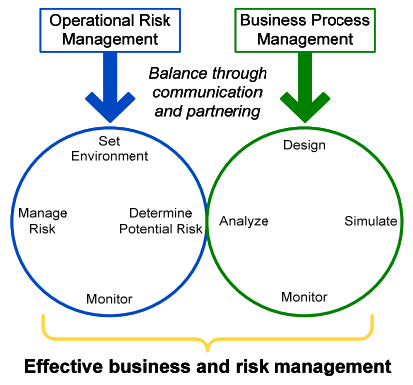 Operational Risk
Management
Business Process
Management
Balance through
communication
and partnering
Set
Environment
Manage
Risk
Determine
Potential Risk
Monitor
Design
Analyze
Simulate
Monitor
Effective business and risk management